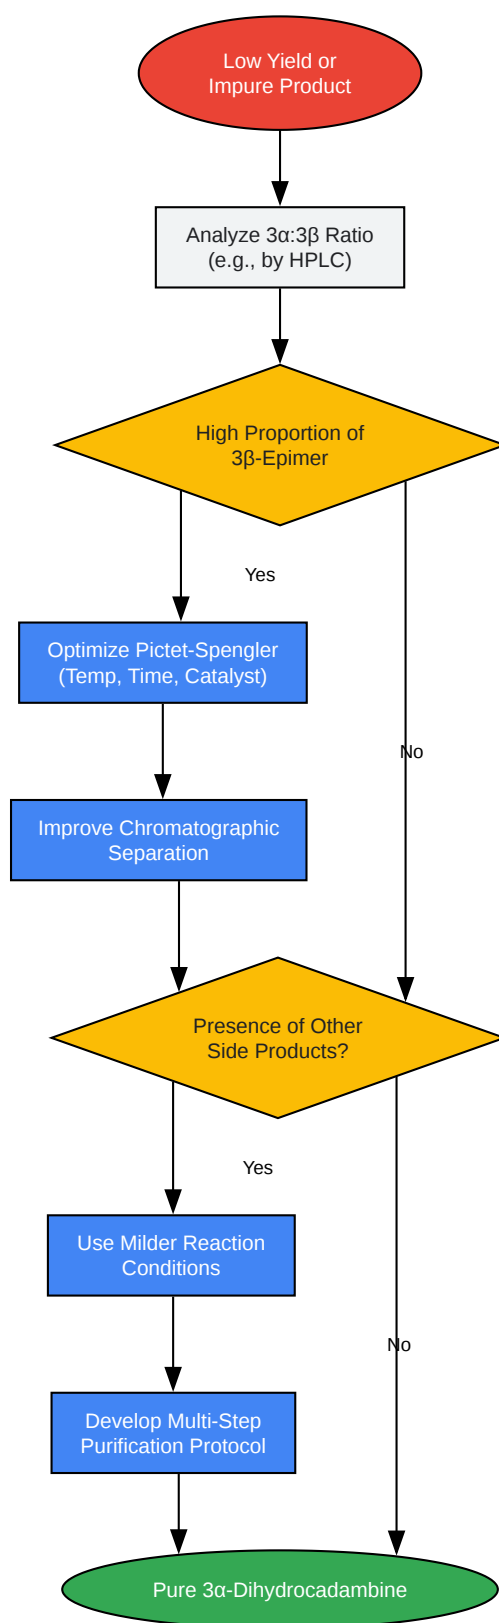 Low Yield or
Impure Product
Analyze 3α:3β Ratio
(e.g., by HPLC)
High Proportion of
3β-Epimer
Yes
Optimize Pictet-Spengler
(Temp, Time, Catalyst)
No
Improve Chromatographic
Separation
Presence of Other
Side Products?
Yes
Use Milder Reaction
Conditions
No
Develop Multi-Step
Purification Protocol
Pure 3α-Dihydrocadambine